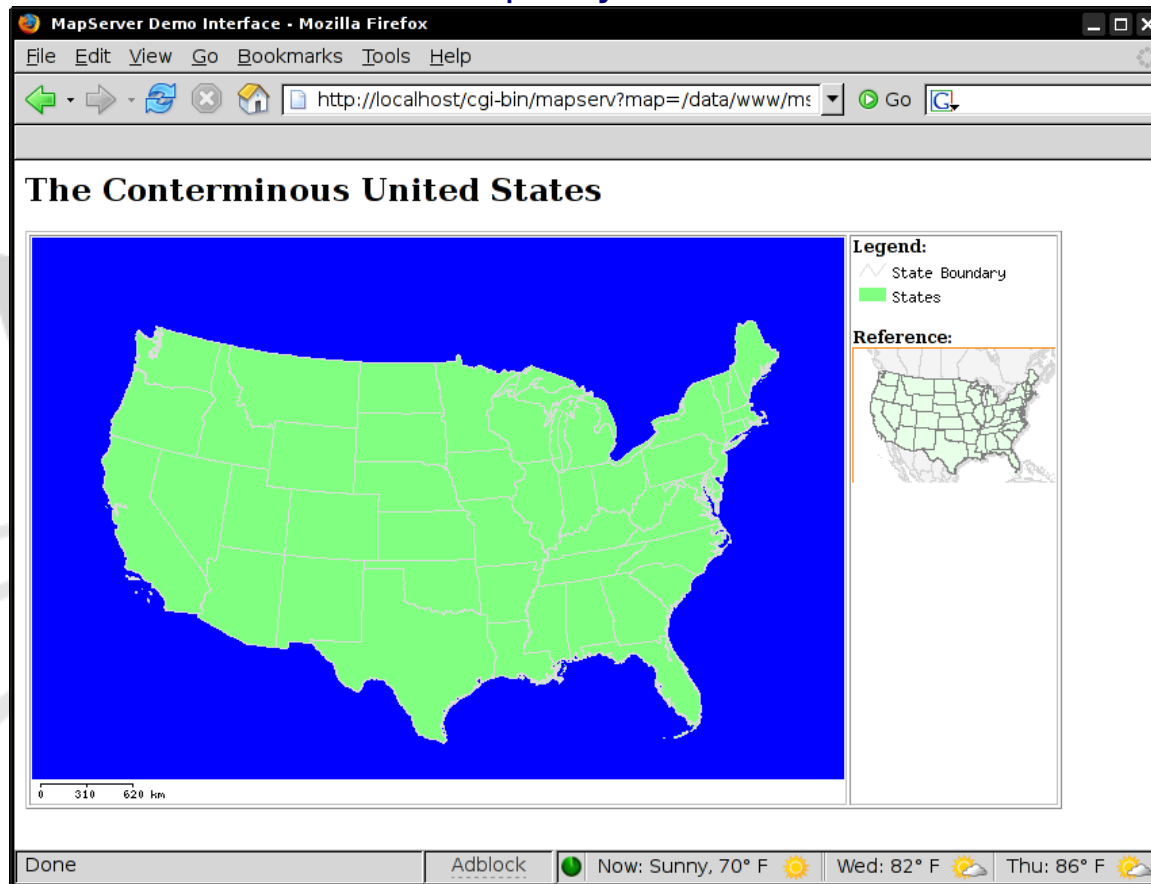 MapServer Demo Interface - Mozilla Firefox
File Edit View Go Bookmarks Tools Help
http://localhost/cgi-bin/mapserv?map=/data/www/ms Go G
The Conterminous United States
Legend:
State Boundary
States
Reference:
0 310 620 km
Done Adblock Now: Sunny, 70° F Wed: 82° F Thu: 86° F